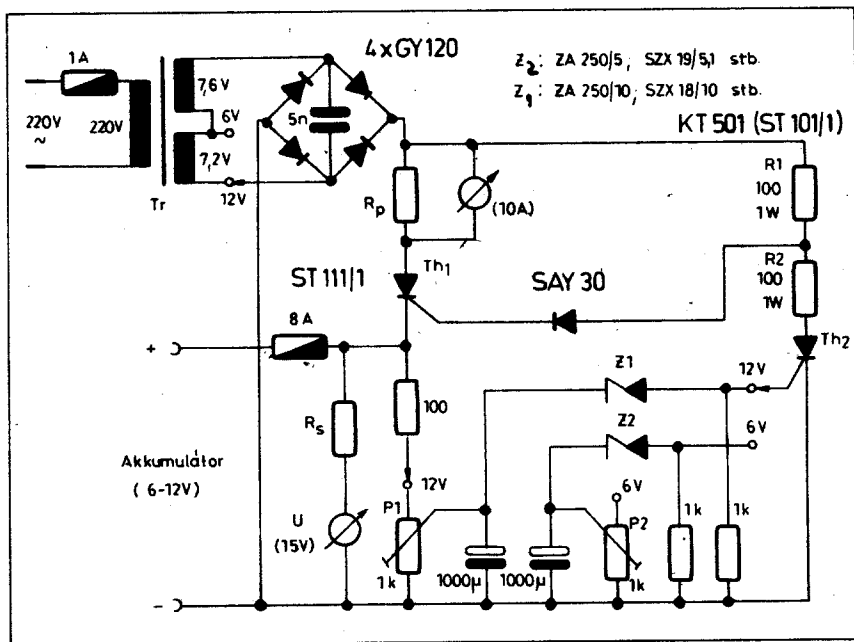 1A
4xGY120
Z2: ZA 250/5; SZX 19/5,1 stb.
Z1: ZA 250/10; SZX 18/10 stb.
7,6V
6V
5n
220V
~
220V
7,2V
12V
Tr
KT 501 (ST 101/1)
Rp
(10A)
R1
100
1W
ST 111/1
Th1
SAY 30
R2
100
1W
Th2
8A
+
Z1
12V
Rs
100
Z2
6V
Akkumulátor
(6-12V)
12V
6V
P1
P2
1k
1k
U
(15V)
1k
1000µ
1000µ
1k
-